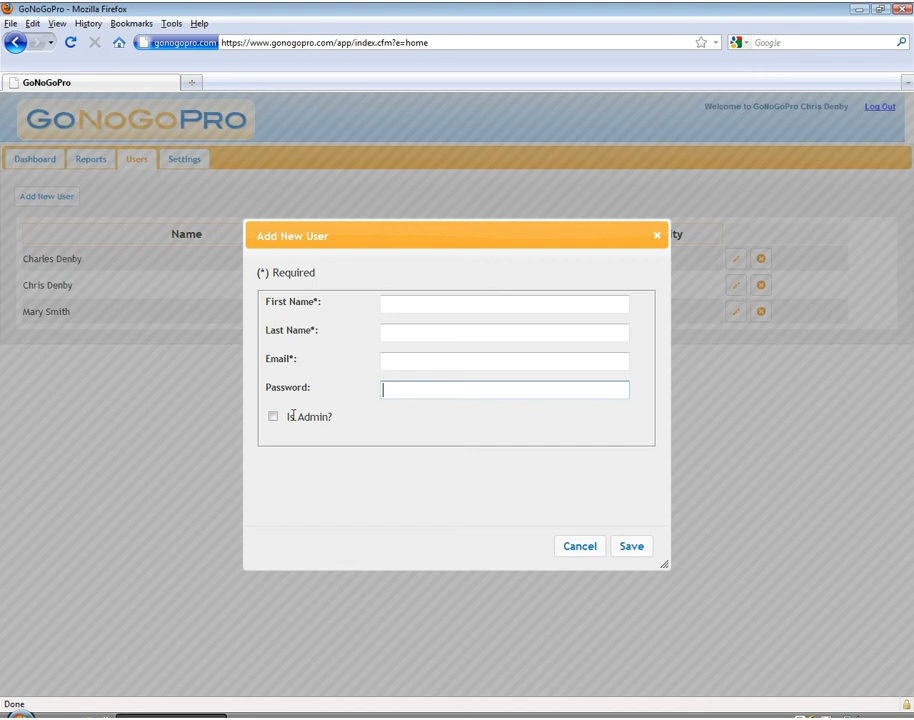 GoNoGoPro - Mozilla Firefox
File Edit View History Bookmarks Tools Help
gonogopro.com https://www.gonogopro.com/app/index.cfm?e=home
Google
GoNoGoPro
GoNoGoPro
Welcome to GoNoGoPro Chris Denby Log Out
Dashboard Reports Users Settings
Add New User
Name
Charles Denby
Chris Denby
Mary Smith
Add New User
(*) Required
First Name*:
Last Name*:
Email*:
Password:
Is Admin?
Cancel Save
Done